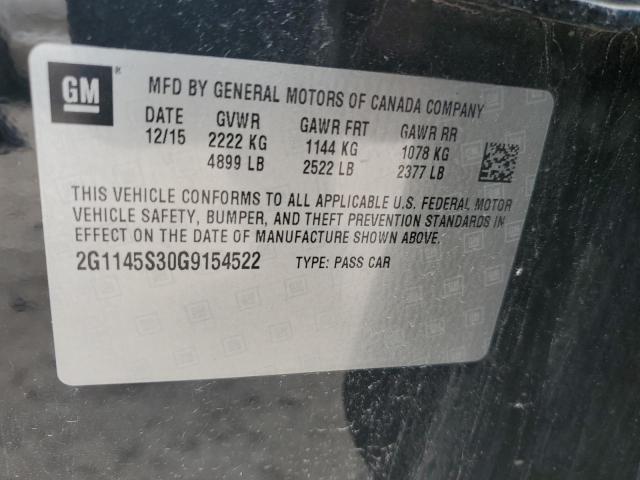 GM
MFD BY GENERAL MOTORS OF CANADA COMPANY
DATE GVWR GAWR FRT GAWR RR
12/15 2222 KG 1144 KG 1078 KG
4899 LB 2522 LB 2377 LB
THIS VEHICLE CONFORMS TO ALL APPLICABLE U.S. FEDERAL MOTOR
VEHICLE SAFETY, BUMPER, AND THEFT PREVENTION STANDARDS IN
EFFECT ON THE DATE OF MANUFACTURE SHOWN ABOVE.
2G1145S30G9154522 TYPE: PASS CAR